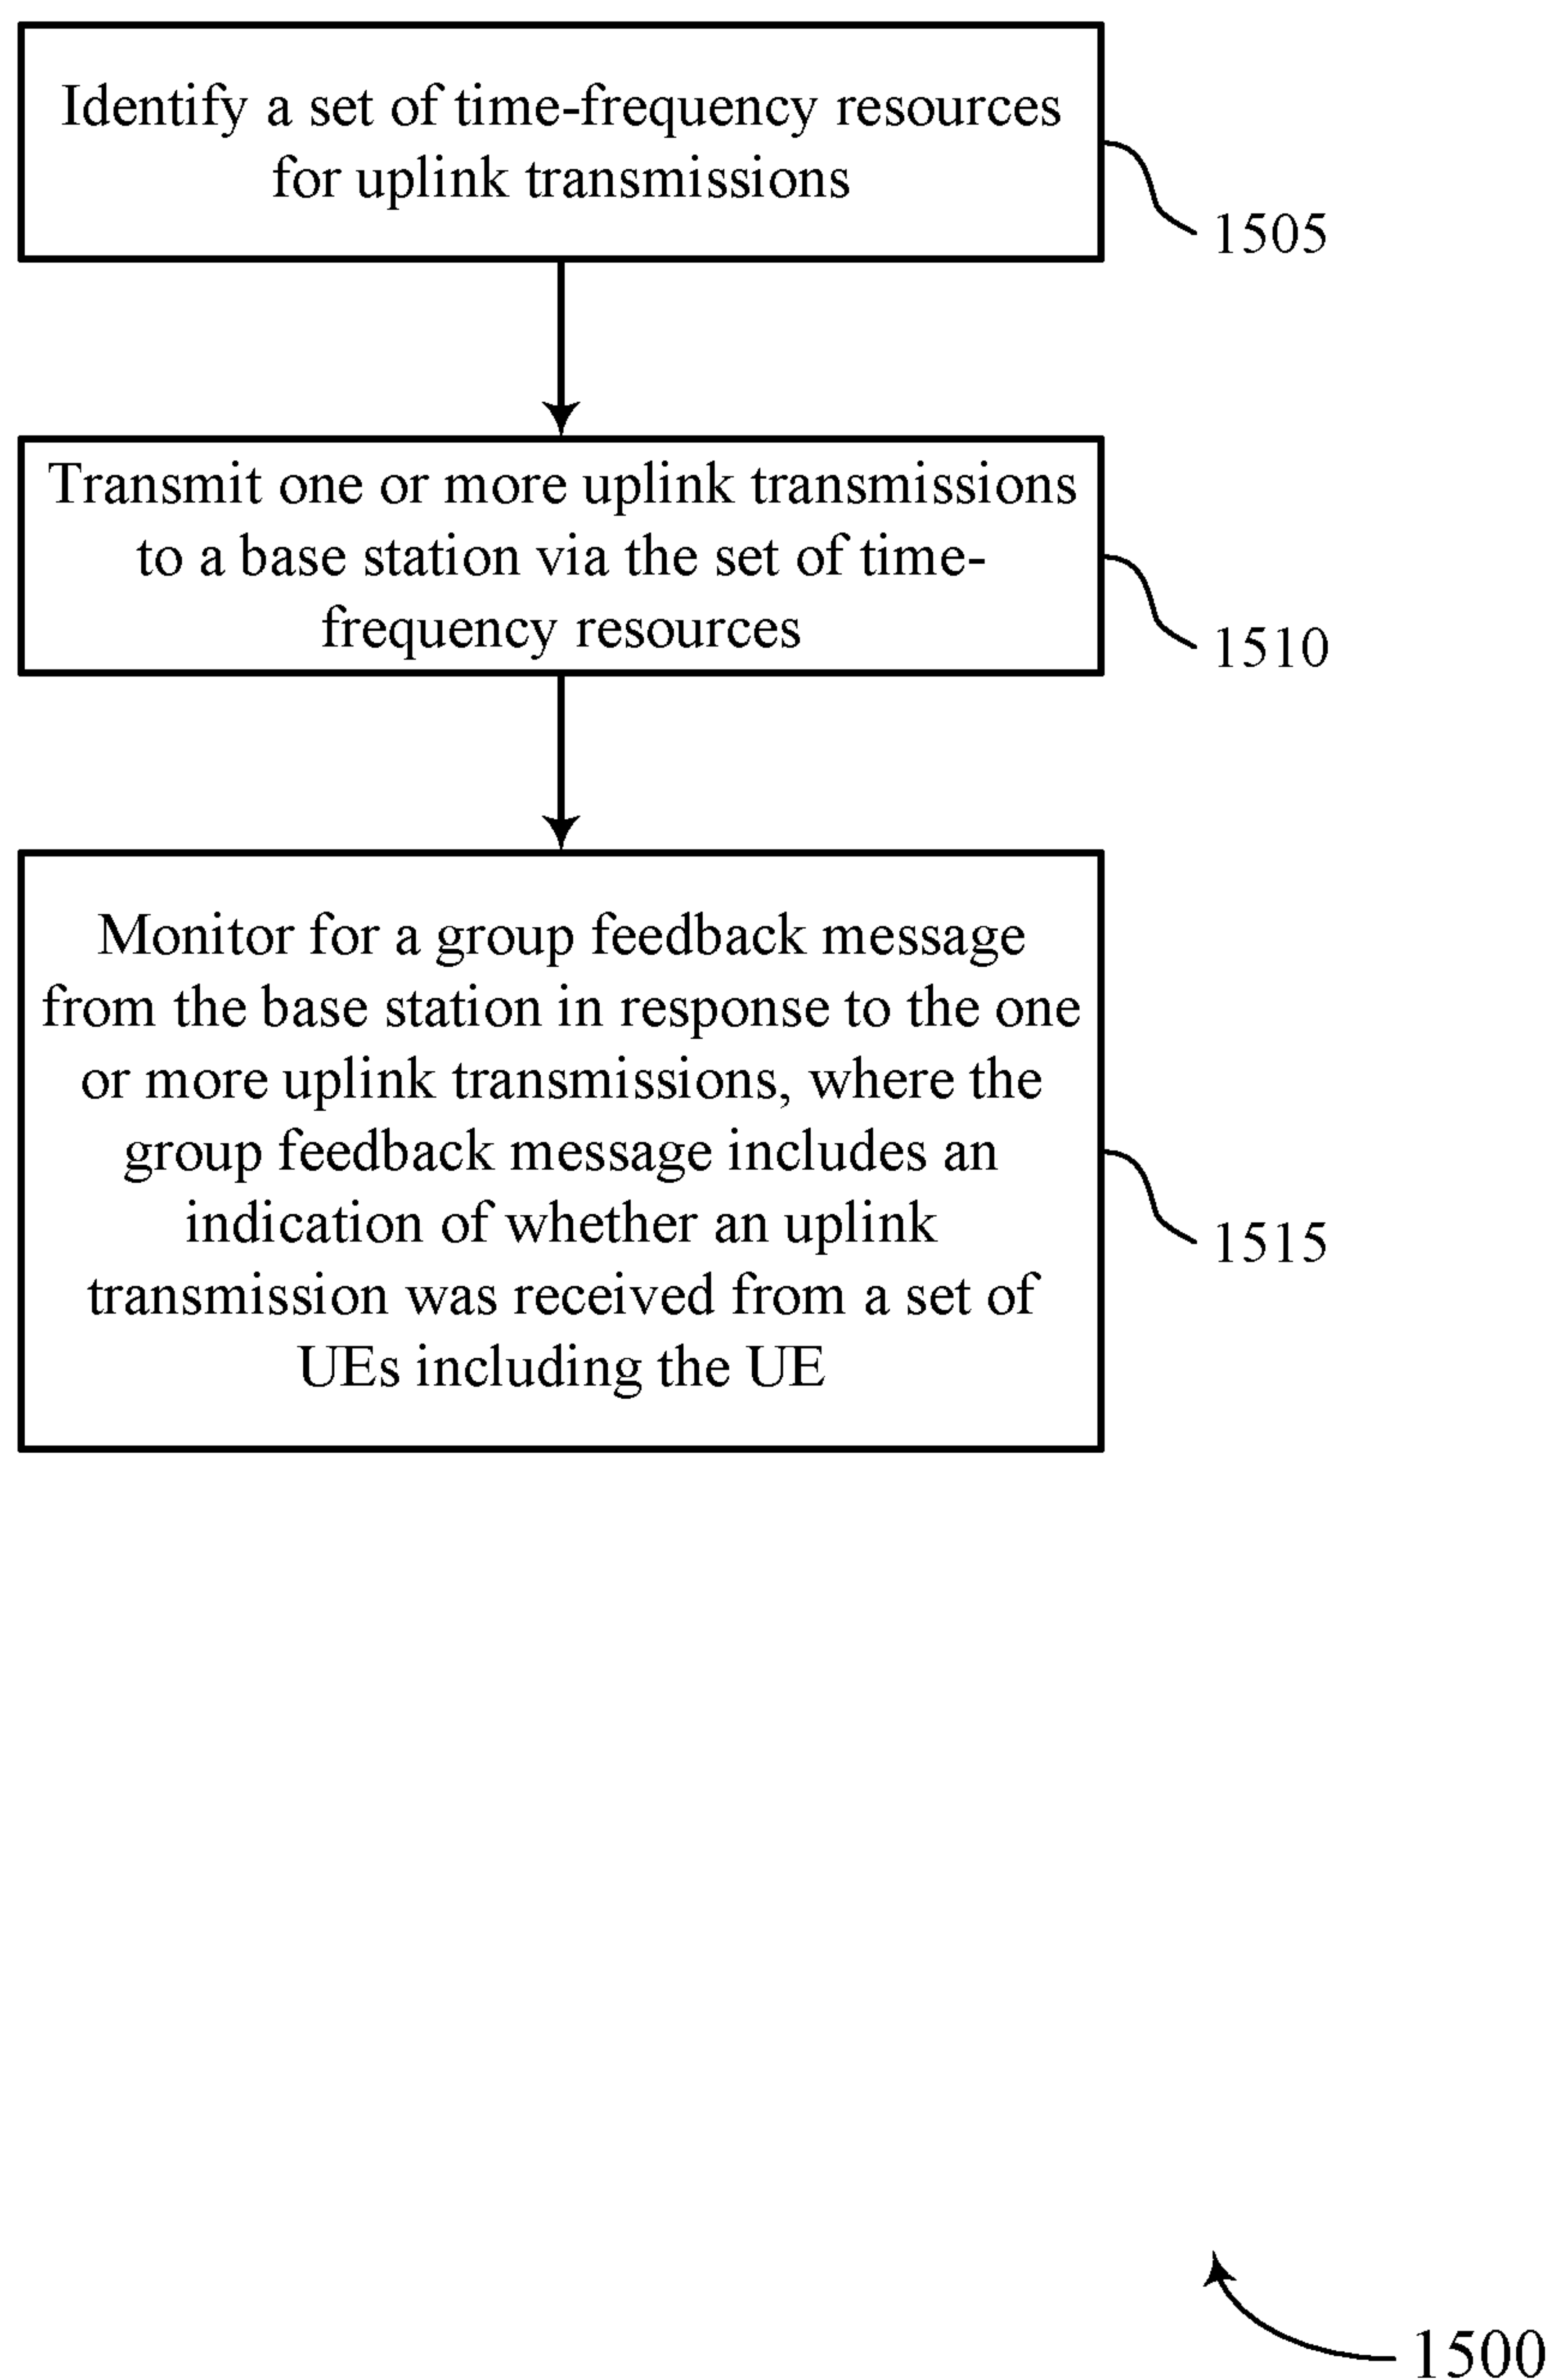 Identify a set of time-frequency resources
for uplink transmissions
1505
Transmit one or more uplink transmissions
to a base station via the set of time-
frequency resources
1510
Monitor for a group feedback message
from the base station in response to the one
or more uplink transmissions, where the
group feedback message includes an
indication of whether an uplink
transmission was received from a set of
UEs including the UE
1515
1500